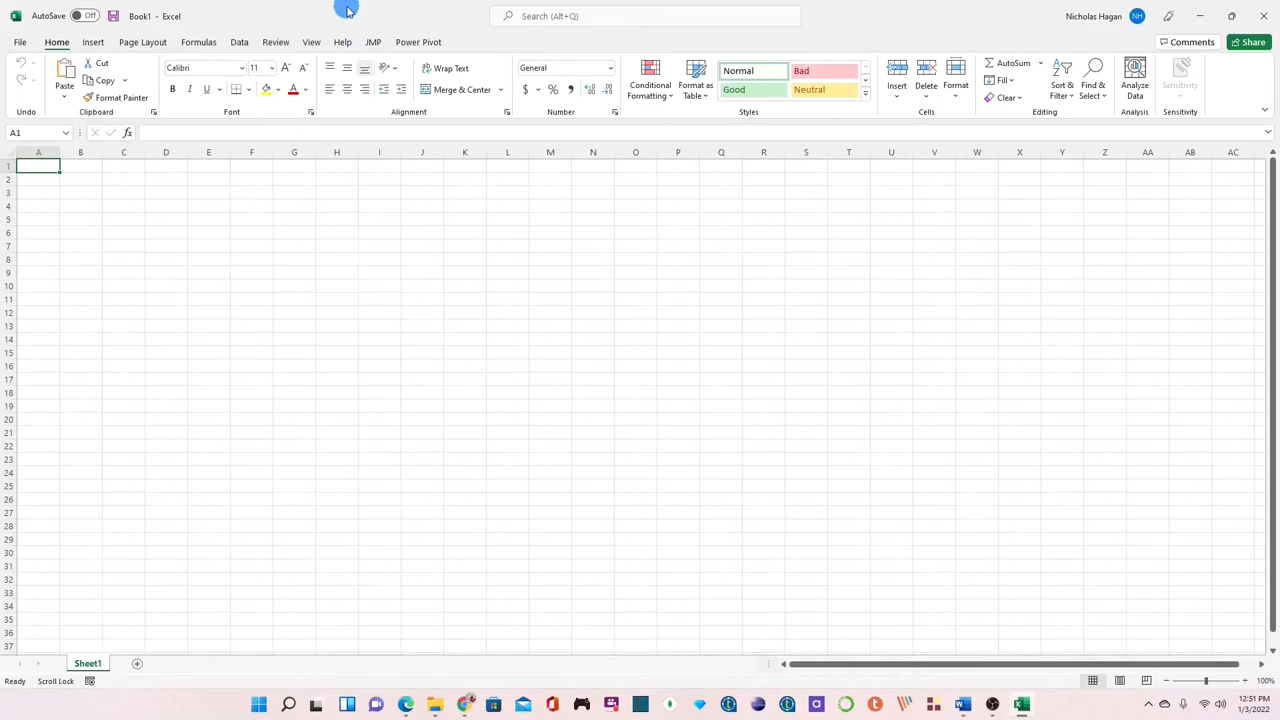 AutoSave Off Book1 - Excel Search (Alt+Q) Nicholas Hagan NH
File Home Insert Page Layout Formulas Data Review View Help JMP Power Pivot Comments Share
Cut
Copy
Format Painter
Paste
Calibri 11
B I U
Wrap Text
Merge & Center
General
$ % ,
Conditional Formatting
Format as Table
Normal Bad
Good Neutral
Insert Delete Format
AutoSum
Fill
Clear
Sort & Filter
Find & Select
Analyze Data
Sensitivity
Undo Clipboard Font Alignment Number Styles Cells Editing Analysis Sensitivity
A1 fx
A B C D E F G H I J K L M N O P Q R S T U V W X Y Z AA AB AC
1
2
3
4
5
6
7
8
9
10
11
12
13
14
15
16
17
18
19
20
21
22
23
24
25
26
27
28
29
30
31
32
33
34
35
36
37
Sheet1
Ready Scroll Lock 100%
12:51 PM
1/3/2022